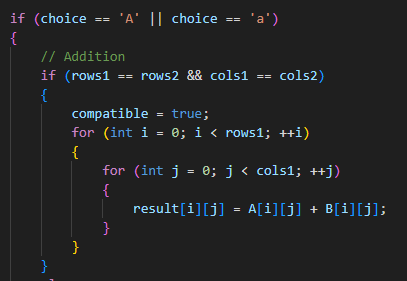 if (choice == 'A' || choice == 'a')
{
    // Addition
    if (rows1 == rows2 && cols1 == cols2)
    {
        compatible = true;
        for (int i = 0; i < rows1; ++i)
        {
            for (int j = 0; j < cols1; ++j)
            {
                result[i][j] = A[i][j] + B[i][j];
            }
        }
    }